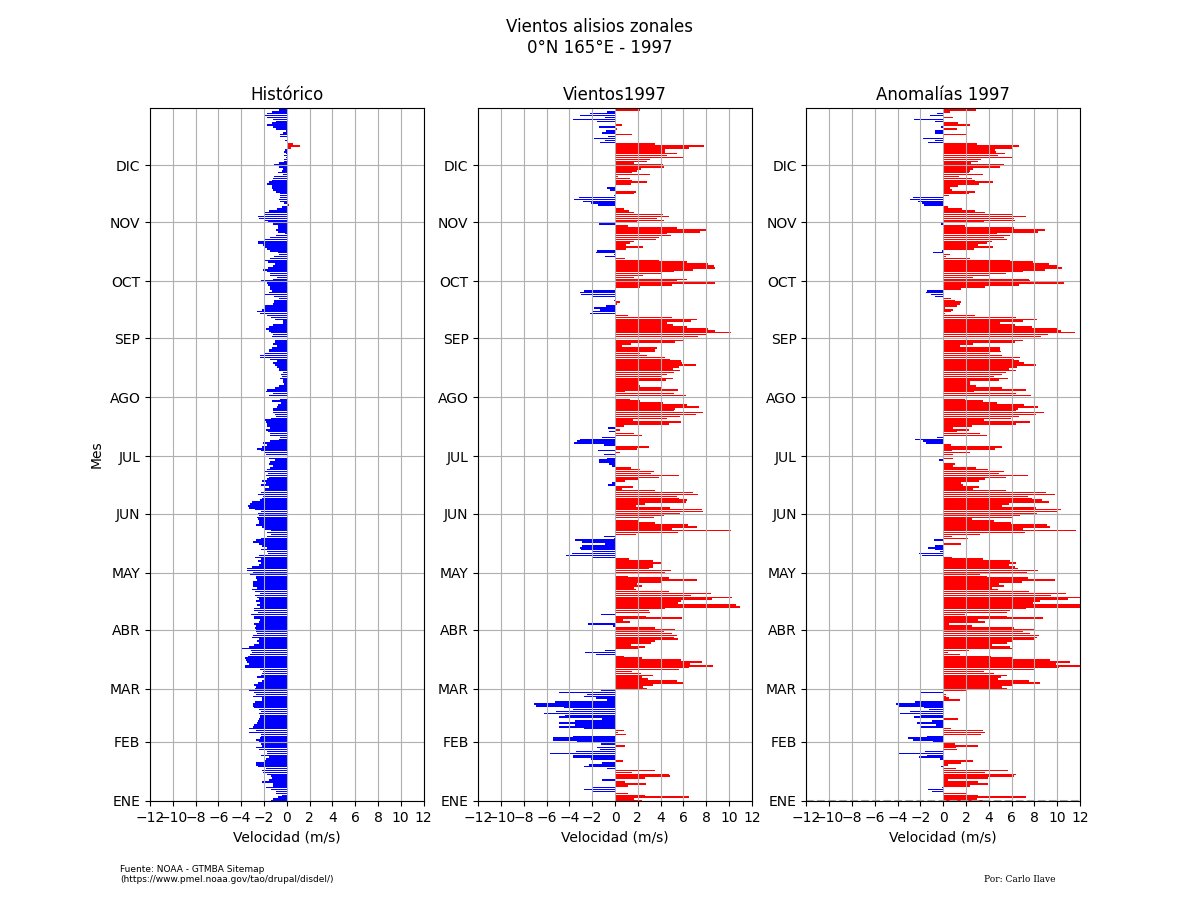 Vientos alisios zonales
0°N 165°E - 1997
Histórico
Vientos1997
Anomalías 1997
Mes
DIC
NOV
OCT
SEP
AGO
JUL
JUN
MAY
ABR
MAR
FEB
ENE
−12 −10 −8 −6 −4 −2 0 2 4 6 8 10 12
Velocidad (m/s)
DIC
NOV
OCT
SEP
AGO
JUL
JUN
MAY
ABR
MAR
FEB
ENE
−12 −10 −8 −6 −4 −2 0 2 4 6 8 10 12
Velocidad (m/s)
DIC
NOV
OCT
SEP
AGO
JUL
JUN
MAY
ABR
MAR
FEB
ENE
−12 −10 −8 −6 −4 −2 0 2 4 6 8 10 12
Velocidad (m/s)
Fuente: NOAA - GTMBA Sitemap
(https://www.pmel.noaa.gov/tao/drupal/disdel/)
Por: Carlo Ilave